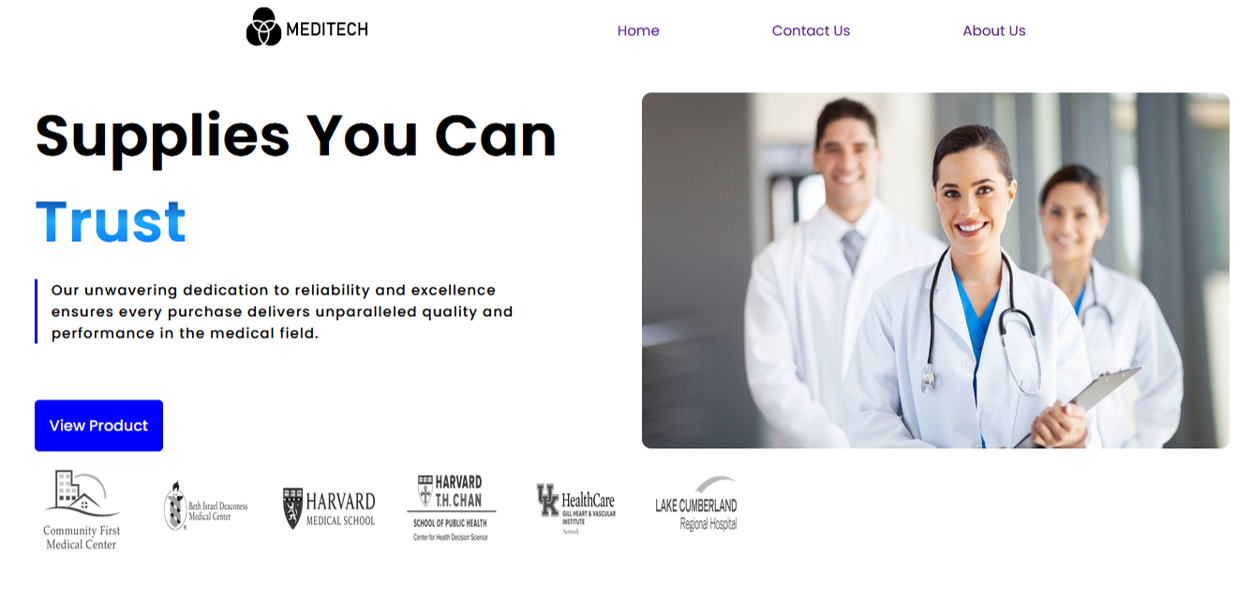 MEDITECH
Home
Contact Us
About Us
Supplies You Can
Trust
Our unwavering dedication to reliability and excellence
ensures every purchase delivers unparalleled quality and
performance in the medical field.
View Product
Community First
Medical Center
Beth Israel Deaconess
Medical Center
HARVARD
MEDICAL SCHOOL
HARVARD
T.H. CHAN
SCHOOL OF PUBLIC HEALTH
Center for Health Decision Science
UK
HealthCare
GILL HEART & VASCULAR
INSTITUTE
Network
LAKE CUMBERLAND
Regional Hospital